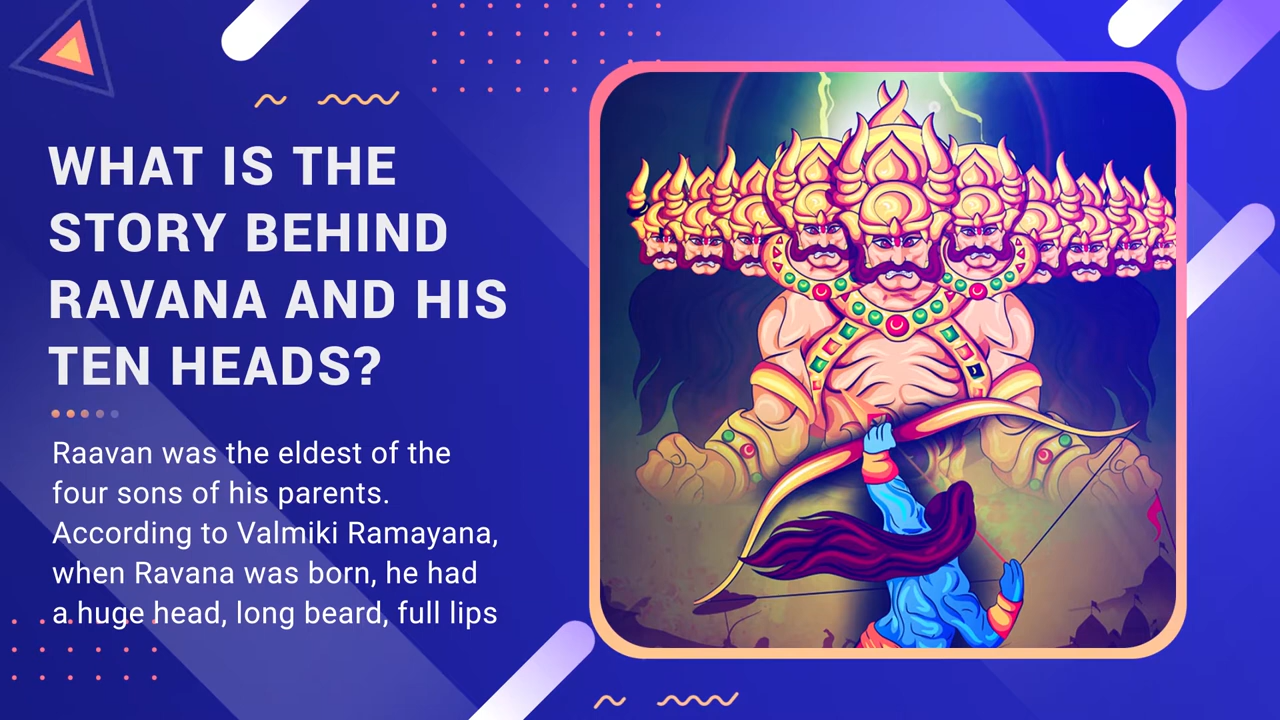 WHAT IS THE
STORY BEHIND
RAVANA AND HIS
TEN HEADS?
Raavan was the eldest of the
four sons of his parents.
According to Valmiki Ramayana,
when Ravana was born, he had
a huge head, long beard, full lips